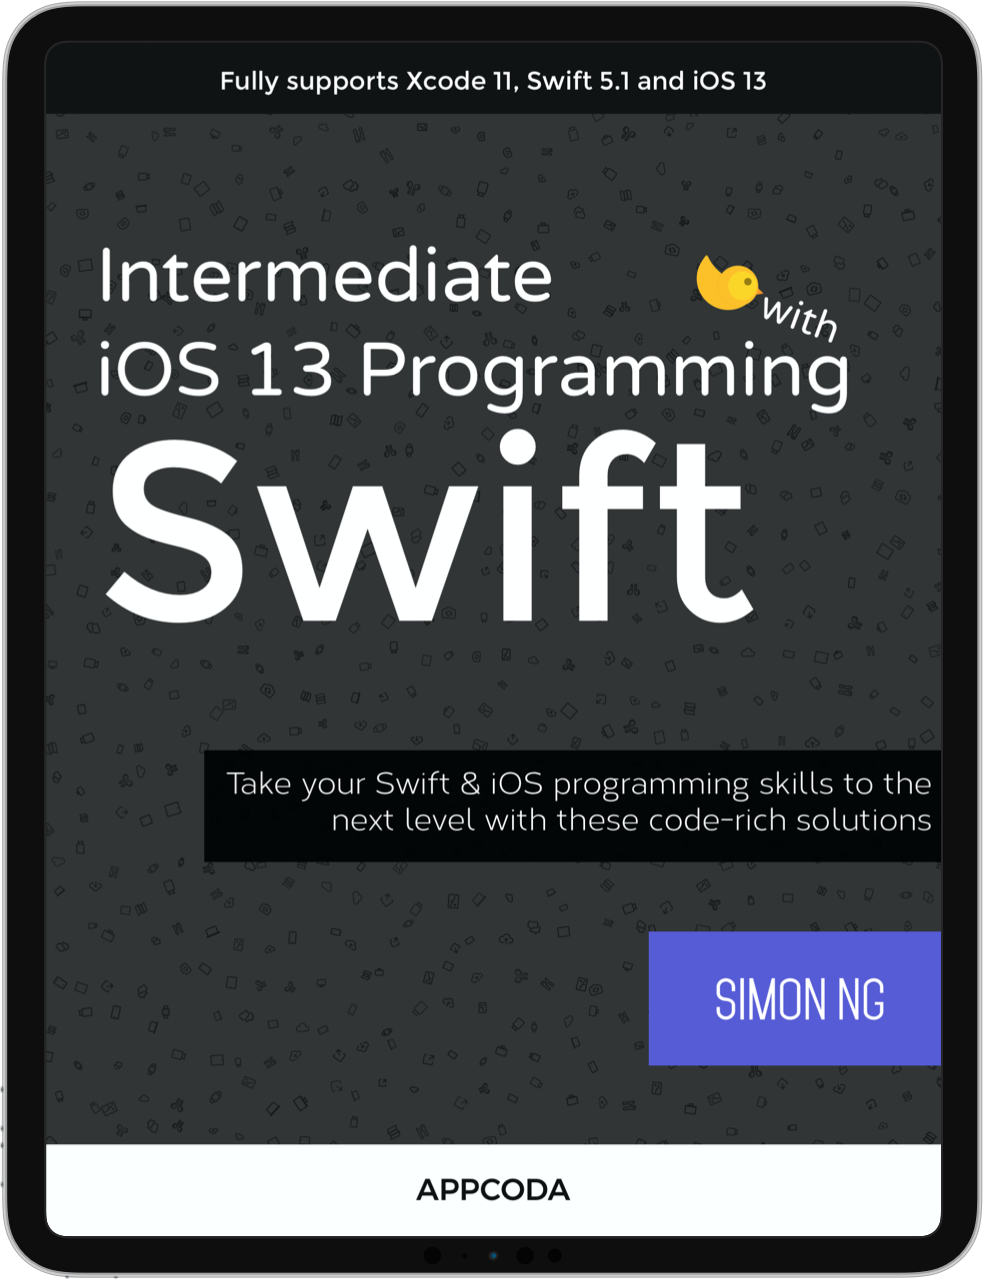 Fully supports Xcode 11, Swift 5.1 and iOS 13
Intermediate
with
iOS 13 Programming
Swift
Take your Swift & iOS programming skills to the
next level with these code-rich solutions
SIMON NG
APPCODA